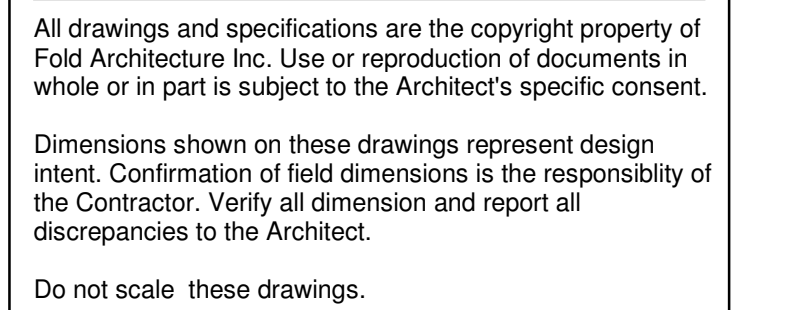 All drawings and specifications are the copyright property of
Fold Architecture Inc. Use or reproduction of documents in
whole or in part is subject to the Architect's specific consent.
Dimensions shown on these drawings represent design
intent. Confirmation of field dimensions is the responsiblity of
the Contractor. Verify all dimension and report all
discrepancies to the Architect.
Do not scale  these drawings.